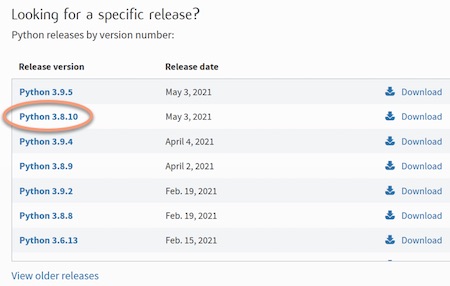 Looking for a specific release?
Python releases by version number:
Release version Release date
Python 3.9.5 May 3, 2021 Download
Python 3.8.10 May 3, 2021 Download
Python 3.9.4 April 4, 2021 Download
Python 3.8.9 April 2, 2021 Download
Python 3.9.2 Feb. 19, 2021 Download
Python 3.8.8 Feb. 19, 2021 Download
Python 3.6.13 Feb. 15, 2021 Download
View older releases